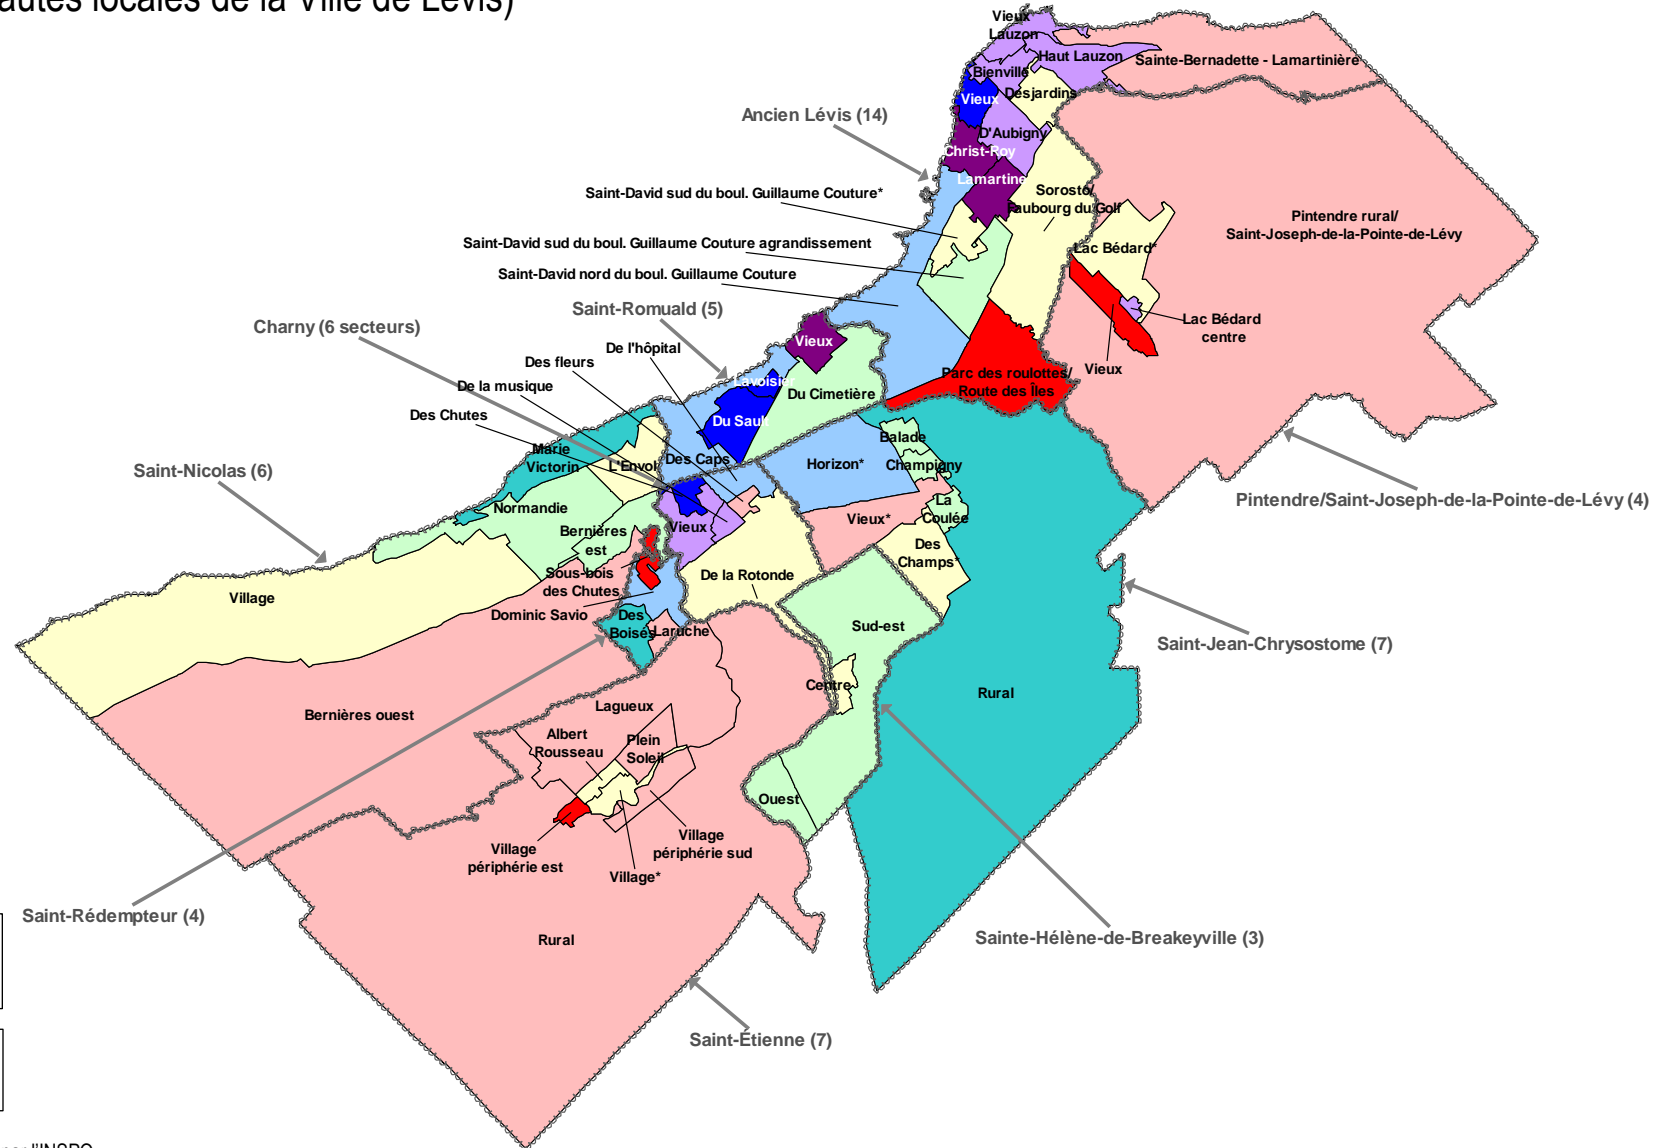 autés locales de la Ville de Lévis)
Vieux
Lauzon
Haut Lauzon
Sainte-Bernadette - Lamartinière
Bienville
Desjardins
Vieux
Ancien Lévis (14)
D'Aubigny
Christ-Roy
Lamartine
Saint-David sud du boul. Guillaume Couture*
Sorosto/
Faubourg du Golf
Pintendre rural/
Saint-Joseph-de-la-Pointe-de-Lévy
Saint-David sud du boul. Guillaume Couture agrandissement
Lac Bédard*
Saint-David nord du boul. Guillaume Couture
Saint-Romuald (5)
Lac Bédard
centre
Charny (6 secteurs)
Vieux
De l'hôpital
Des fleurs
Vieux
Parc des roulottes/
Route des Îles
De la musique
Lavoisier
Du Cimetière
Des Chutes
Du Sault
Balade
Marie
Victorin
L'Envol
Des Caps
Horizon*
Champigny
Saint-Nicolas (6)
Pintendre/Saint-Joseph-de-la-Pointe-de-Lévy (4)
Normandie
La
Coulée
Vieux*
Vieux
Bernières
est
Des
Champs*
Sous-bois
des Chutes
De la Rotonde
Village
Dominic Savio
Des
Boisés
Laruche
Sud-est
Saint-Jean-Chrysostome (7)
Centre
Rural
Bernières ouest
Lagueux
Albert
Rousseau
Plein
Soleil
Ouest
Village
périphérie est
Village
périphérie sud
Village*
Saint-Rédempteur (4)
Rural
Sainte-Hélène-de-Breakeyville (3)
Saint-Étienne (7)